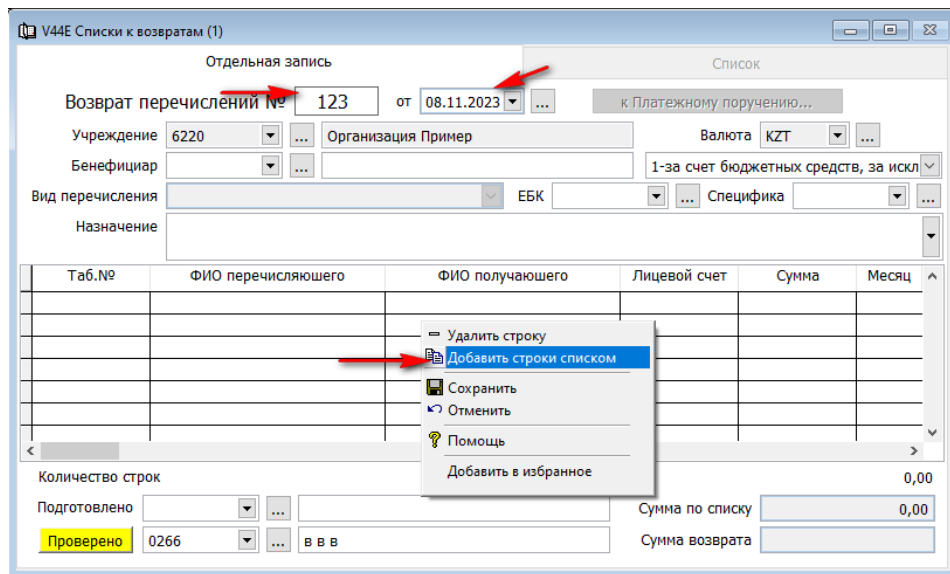 V44E Списки к возвратам (1)
Отдельная запись Список
Возврат перечислений № 123 от 08.11.2023 ... к Платежному поручению...
Учреждение 6220 ... Организация Пример Валюта KZT ...
Бенефициар ... 1-за счет бюджетных средств, за искл
Вид перечисления ЕБК ... Специфика ...
Назначение
Таб.№ ФИО перечисляюшего ФИО получаюшего Лицевой счет Сумма Месяц
Удалить строку
Добавить строки списком
Сохранить
Отменить
Помощь
Добавить в избранное
Количество строк 0,00
Подготовлено ... Сумма по списку 0,00
Проверено 0266 ... в в в Сумма возврата